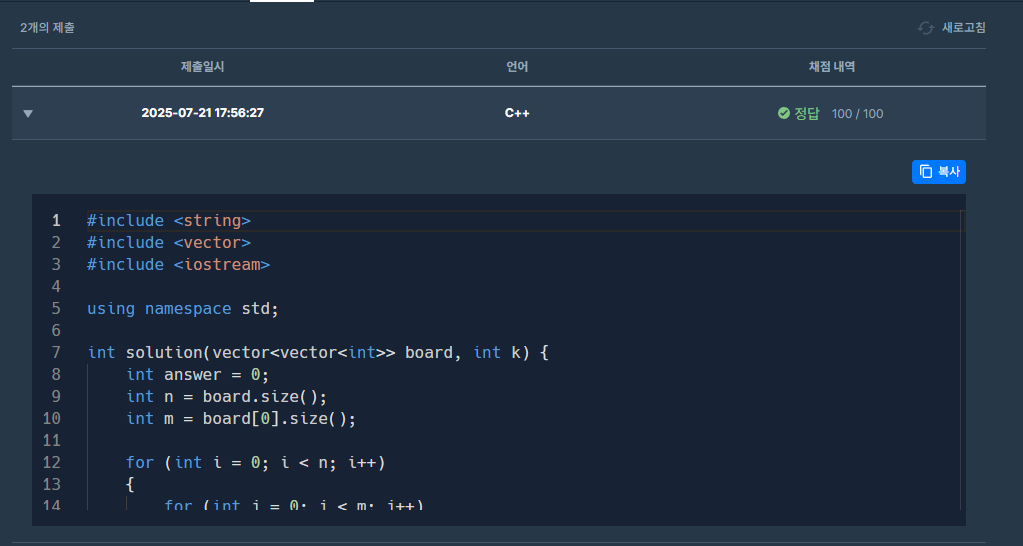 2개의 제출
새로고침
제출일시 언어 채점 내역
2025-07-21 17:56:27 C++ 정답 100 / 100
복사
1 #include <string>
2 #include <vector>
3 #include <iostream>
4
5 using namespace std;
6
7 int solution(vector<vector<int>> board, int k) {
8 int answer = 0;
9 int n = board.size();
10 int m = board[0].size();
11
12 for (int i = 0; i < n; i++)
13 {
14 for (int j = 0; j < m; j++)